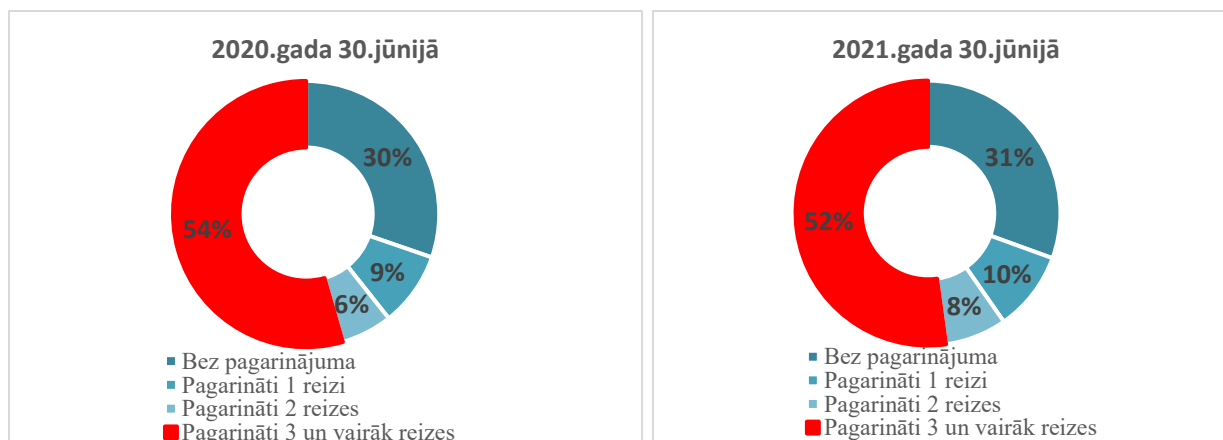 2020.gada 30.jūnijā
30%
9%
6%
54%
Bez pagarinājuma
Pagarināti 1 reizi
Pagarināti 2 reizes
Pagarināti 3 un vairāk reizes
2021.gada 30.jūnijā
31%
10%
8%
52%
Bez pagarinājuma
Pagarināti 1 reizi
Pagarināti 2 reizes
Pagarināti 3 un vairāk reizes